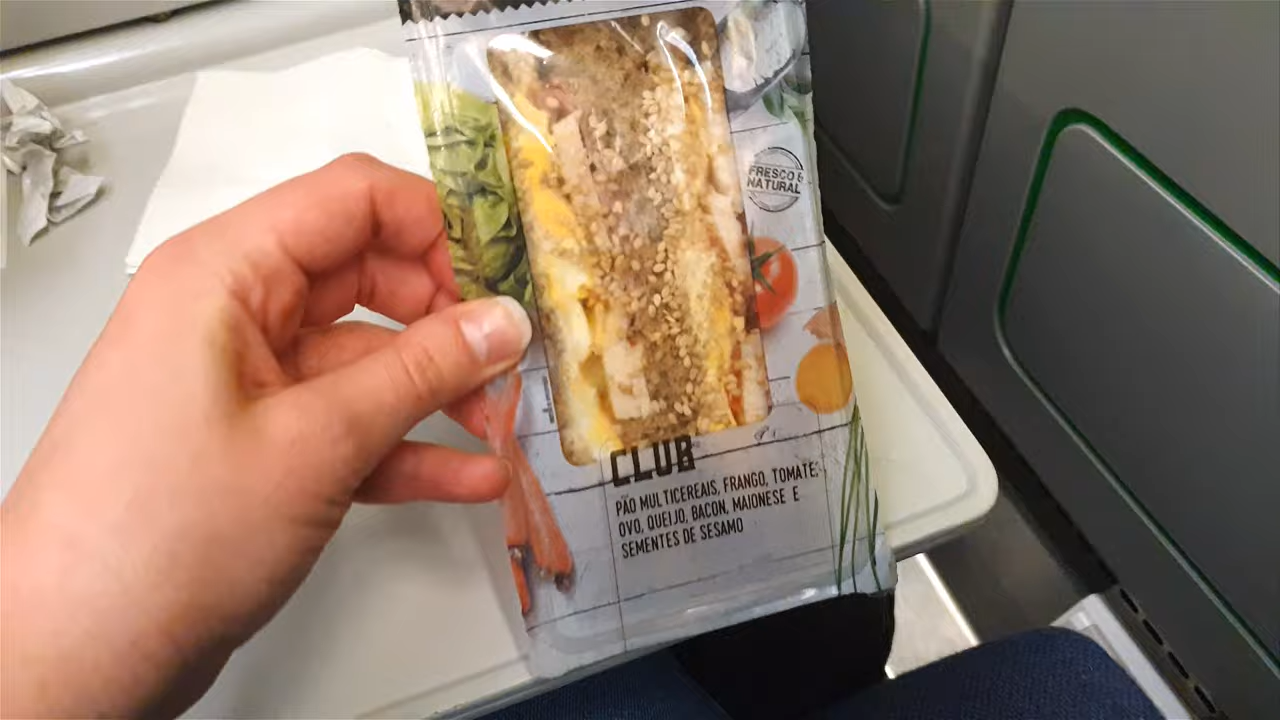 FRESCO &
NATURAL
CLUB
PÃO MULTICEREAIS, FRANGO, TOMATE,
OVO, QUEIJO, BACON, MAIONESE E
SEMENTES DE SESAMO